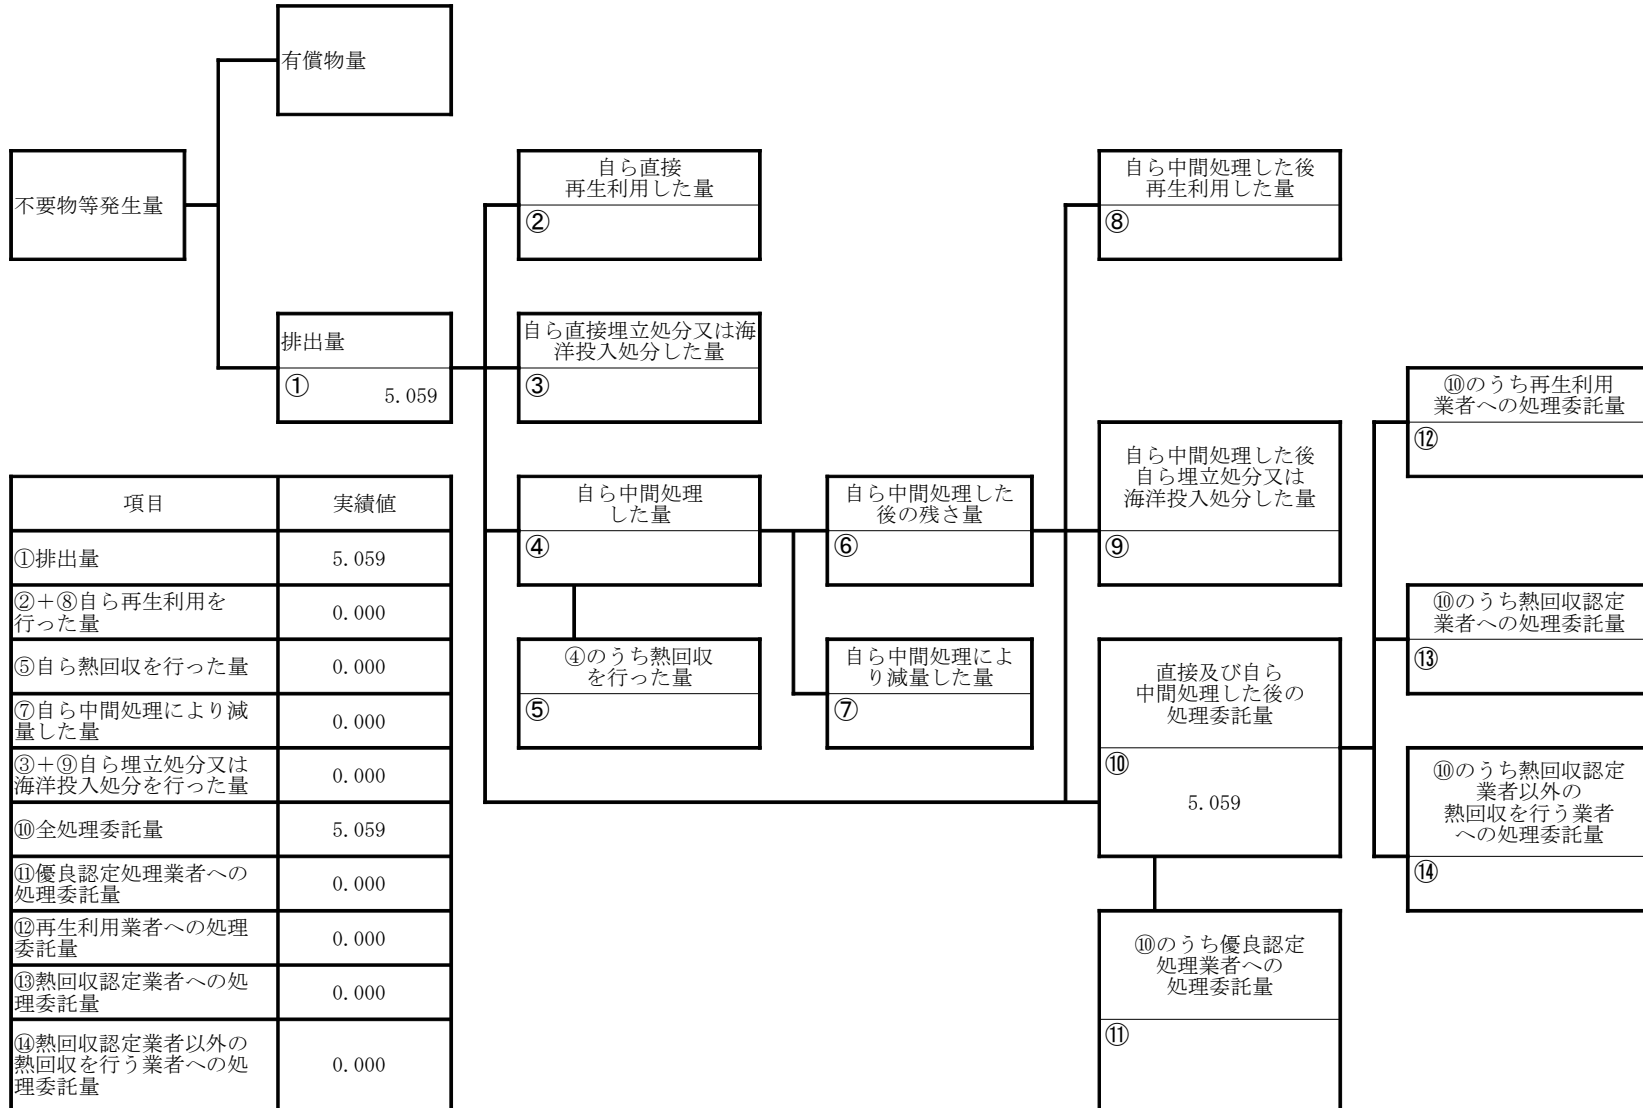 有償物量
不要物等発生量
自ら直接
再生利用した量
②
自ら中間処理した後
再生利用した量
⑧
排出量
①
5.059
自ら直接埋立処分又は海
洋投入処分した量
③
⑩のうち再生利用
業者への処理委託量
⑫
自ら中間処理
した量
④
自ら中間処理した
後の残さ量
⑥
自ら中間処理した後
自ら埋立処分又は
海洋投入処分した量
⑨
⑩のうち熱回収認定
業者への処理委託量
⑬
④のうち熱回収
を行った量
⑤
自ら中間処理によ
り減量した量
⑦
直接及び自ら
中間処理した後の
処理委託量
⑩
5.059
⑩のうち熱回収認定
業者以外の
熱回収を行う業者
への処理委託量
⑭
⑩のうち優良認定
処理業者への
処理委託量
⑪
項目 実績値
①排出量 5.059
②+⑧自ら再生利用を
行った量 0.000
⑤自ら熱回収を行った量 0.000
⑦自ら中間処理により減
量した量 0.000
③+⑨自ら埋立処分又は
海洋投入処分を行った量 0.000
⑩全処理委託量 5.059
⑪優良認定処理業者への
処理委託量 0.000
⑫再生利用業者への処理
委託量 0.000
⑬熱回収認定業者への処
理委託量 0.000
⑭熱回収認定業者以外の
熱回収を行う業者への処
理委託量 0.000